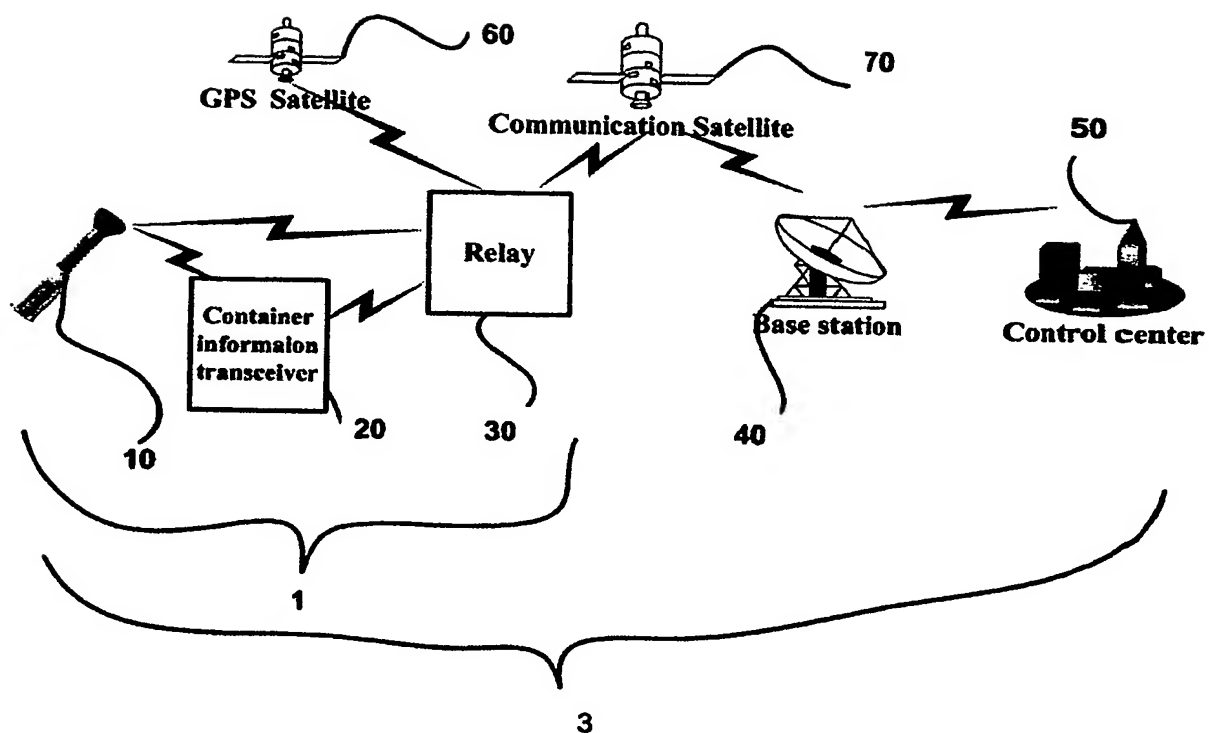 60
70
GPS Satellite
Communication Satellite
50
Relay
Container
informaion
transceiver
Base station
Control center
10
20
30
40
1
3